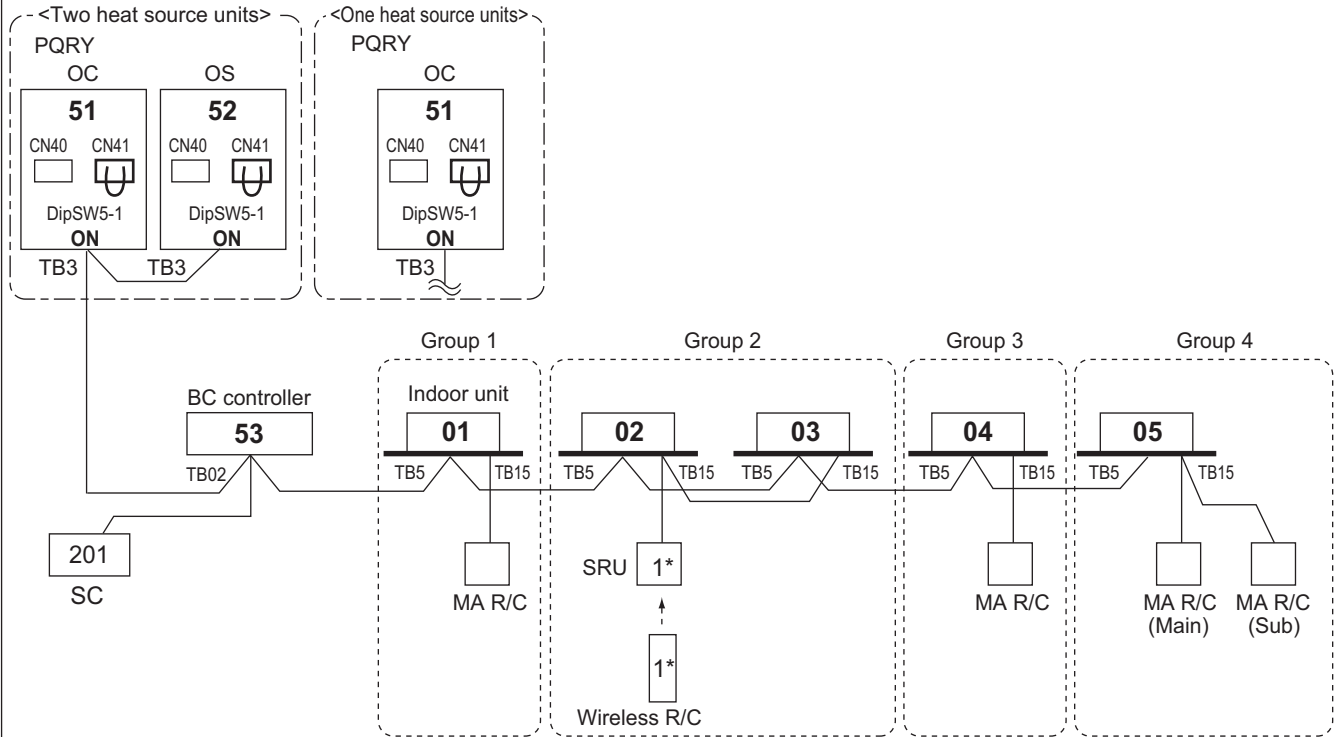 <Two heat source units> <One heat source units>
PQRY PQRY
OC OS OC
51 52 51
CN40 CN41 CN40 CN41 CN40 CN41
DipSW5-1 DipSW5-1 DipSW5-1
ON ON ON
TB3 TB3 TB3
Group 1 Group 2 Group 3 Group 4
BC controller Indoor unit
53 01 02 03 04 05
TB02 TB5 TB15 TB5 TB15 TB5 TB15 TB5 TB15 TB5 TB15
201 SRU 1*
SC MA R/C MA R/C MA R/C MA R/C
(Main) (Sub)
1*
Wireless R/C